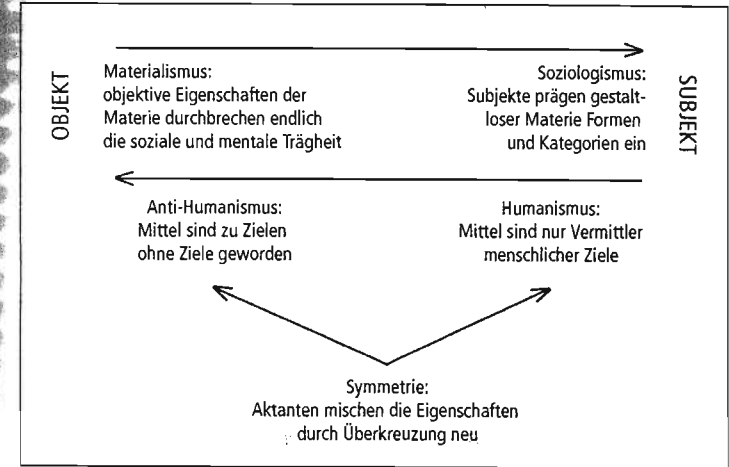 OBJEKT
Materialismus:
objektive Eigenschaften der
Materie durchbrechen endlich
die soziale und mentale Trägheit
Soziologismus:
Subjekte prägen gestalt-
loser Materie Formen
und Kategorien ein
SUBJEKT
Anti-Humanismus:
Mittel sind zu Zielen
ohne Ziele geworden
Humanismus:
Mittel sind nur Vermittler
menschlicher Ziele
Symmetrie:
Aktanten mischen die Eigenschaften
durch Überkreuzung neu